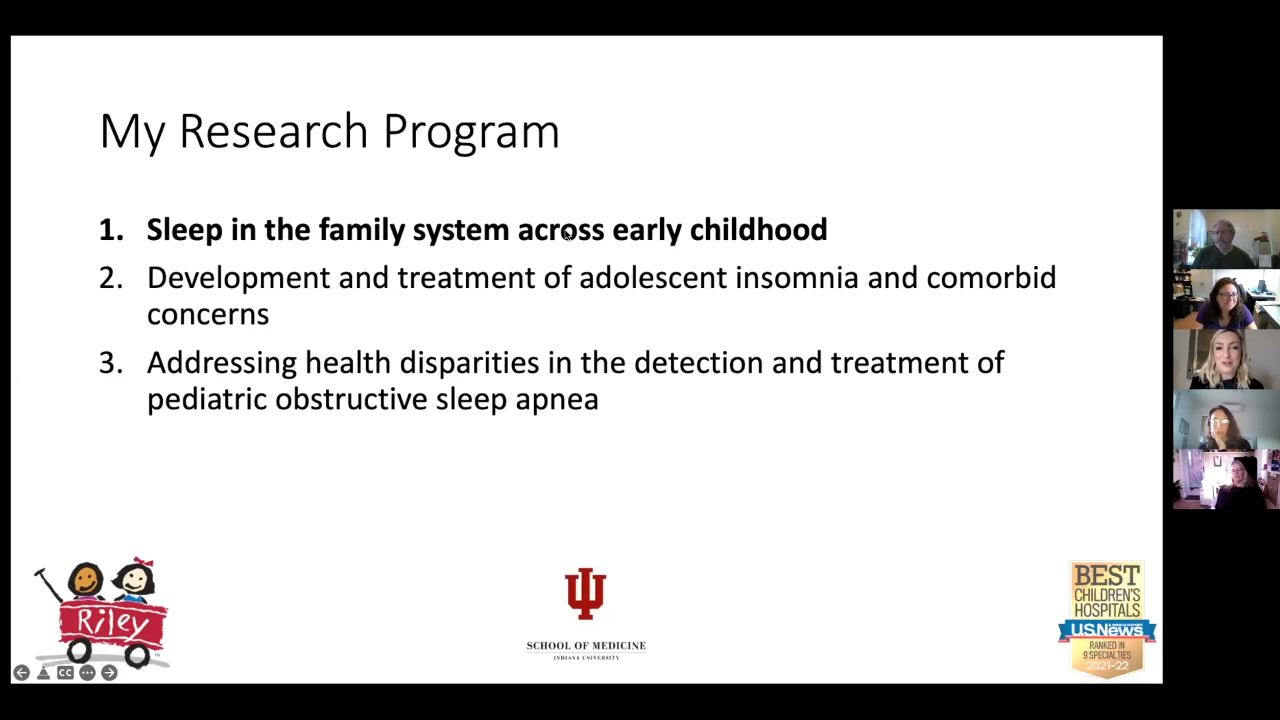 My Research Program
1. Sleep in the family system across early childhood
2. Development and treatment of adolescent insomnia and comorbid
concerns
3. Addressing health disparities in the detection and treatment of
pediatric obstructive sleep apnea
Riley
SCHOOL OF MEDICINE
INDIANA UNIVERSITY
BEST
CHILDREN'S
HOSPITALS
U.S.News
RANKED IN
9 SPECIALTIES
2021-22
CC